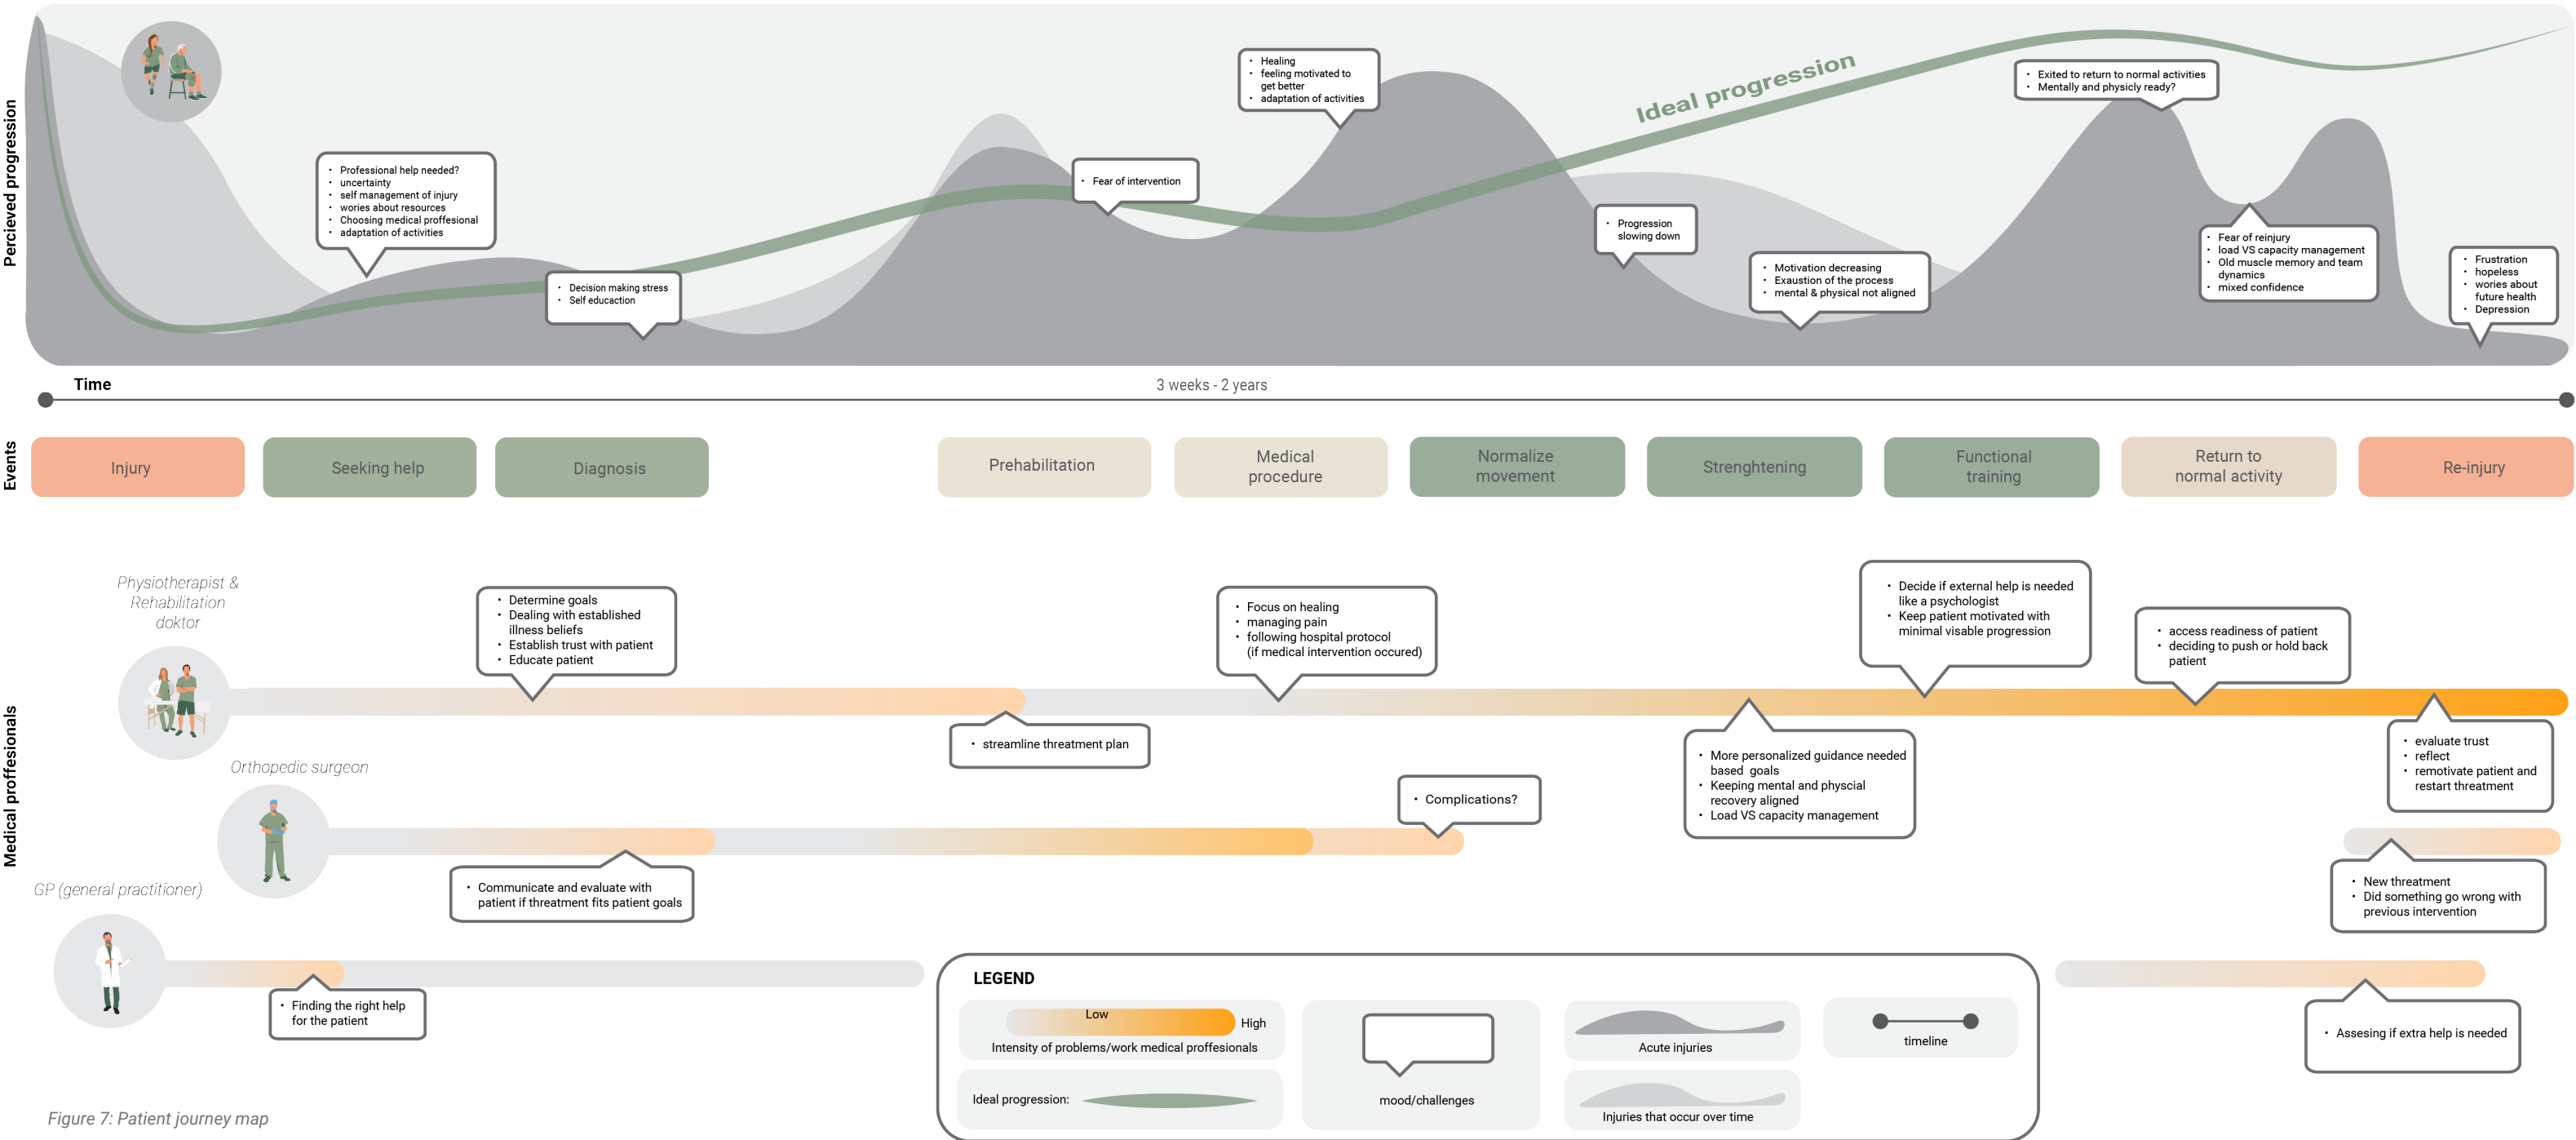 Percieved progression
• Professional help needed?
• uncertainty
• self management of injury
• wories about resources
• Choosing medical proffesional
• adaptation of activities
• Decision making stress
• Self educaction
• Fear of intervention
• Healing
• feeling motivated to
get better
• adaptation of activities
Ideal progression
• Progression
slowing down
• Motivation decreasing
• Exaustion of the process
• mental & physical not aligned
• Exited to return to normal activities
• Mentally and physicly ready?
• Fear of reinjury
• load VS capacity management
• Old muscle memory and team
dynamics
• mixed confidence
• Frustration
• hopeless
• wories about
future health
• Depression
Time
3 weeks - 2 years
Events
Injury
Seeking help
Diagnosis
Prehabilitation
Medical
procedure
Normalize
movement
Strenghtening
Functional
training
Return to
normal activity
Re-injury
Medical proffesionals
Physiotherapist &
Rehabilitation
doktor
• Determine goals
• Dealing with established
illness beliefs
• Establish trust with patient
• Educate patient
• streamline threatment plan
• Focus on healing
• managing pain
• following hospital protocol
(if medical intervention occured)
• More personalized guidance needed
based goals
• Keeping mental and physcial
recovery aligned
• Load VS capacity management
• Decide if external help is needed
like a psychologist
• Keep patient motivated with
minimal visable progression
• access readiness of patient
• deciding to push or hold back
patient
• evaluate trust
• reflect
• remotivate patient and
restart threatment
Orthopedic surgeon
• Communicate and evaluate with
patient if threatment fits patient goals
• Complications?
• New threatment
• Did something go wrong with
previous intervention
GP (general practitioner)
• Finding the right help
for the patient
• Assesing if extra help is needed
LEGEND
Low
High
Intensity of problems/work medical proffesionals
Ideal progression:
mood/challenges
Acute injuries
Injuries that occur over time
timeline
Figure 7: Patient journey map